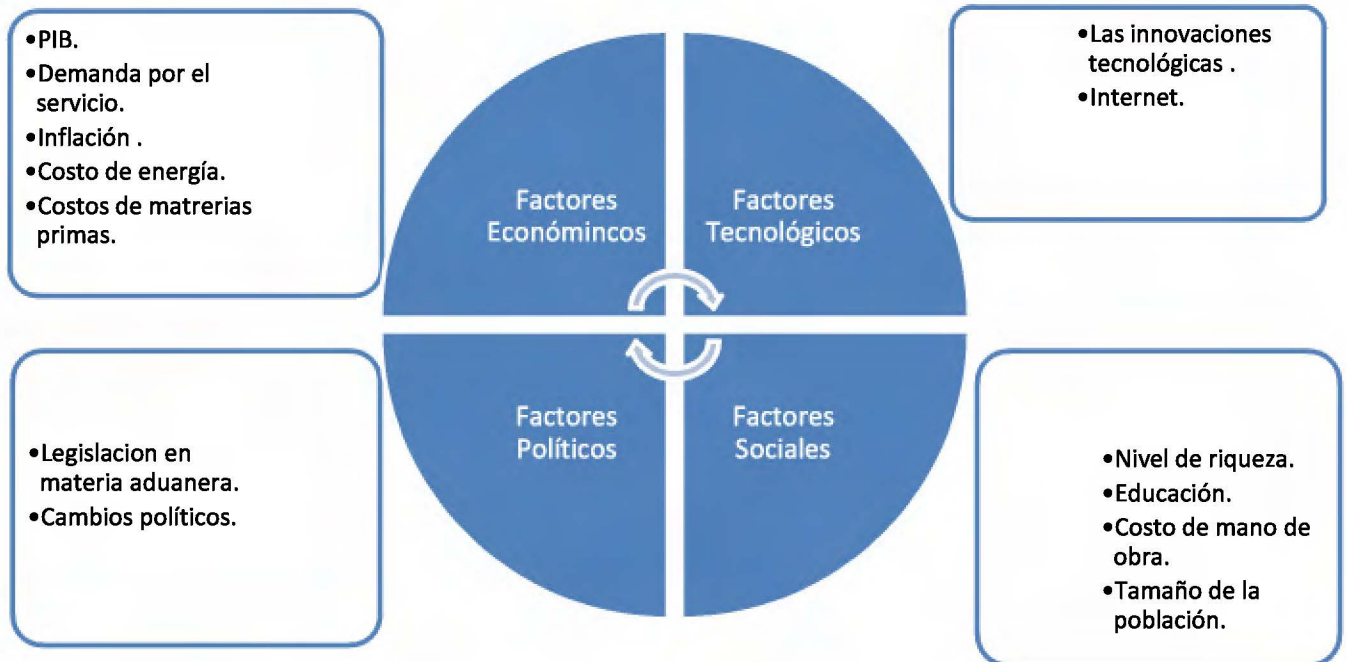 •PIB.
•Demanda por el
servicio.
•Inflación .
•Costo de energía.
•Costos de matrerias
primas.
•Las innovaciones
tecnológicas .
•Internet.
Factores
Económincos
Factores
Tecnológicos
Factores
Políticos
Factores
Sociales
•Legislacion en
materia aduanera.
•Cambios políticos.
•Nivel de riqueza.
•Educación.
•Costo de mano de
obra.
•Tamaño de la
población.